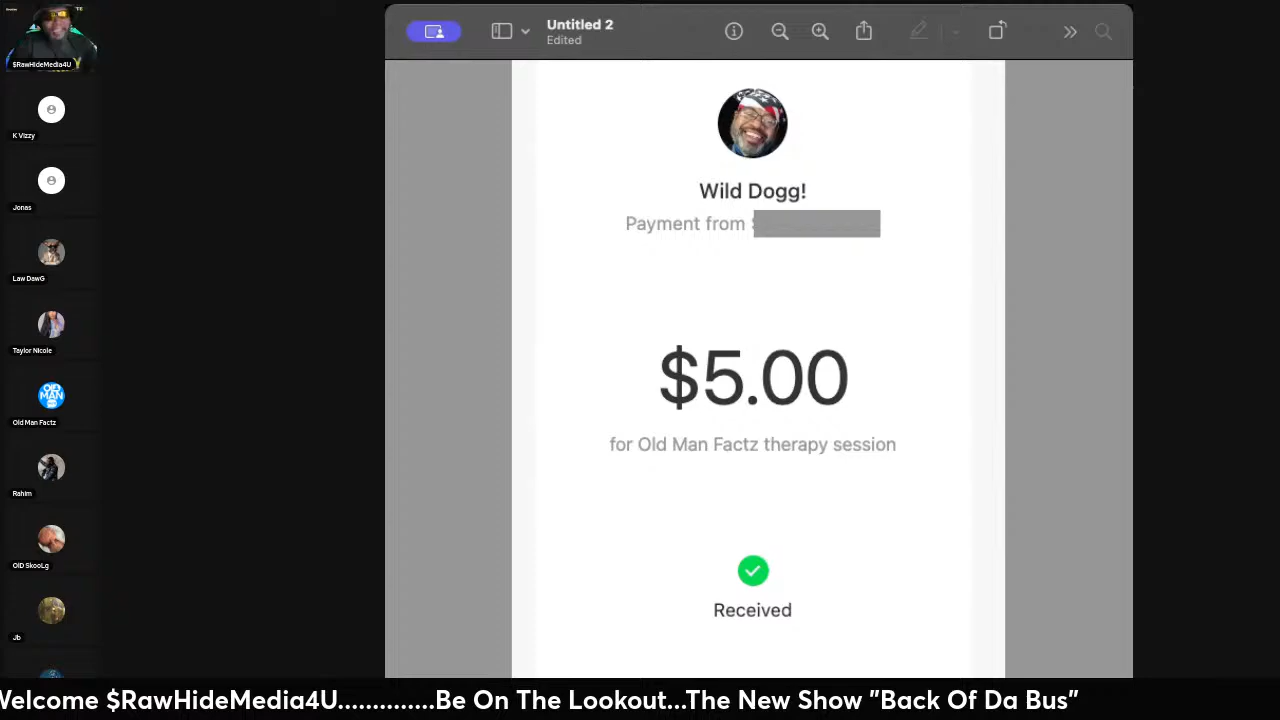 $RawHideMedia4U
K Vizzy
Jonas
Law DawG
Taylor Nicole
OLD
MAN
Old Man Factz
Rahim
OlD SkooLg
Jb
Untitled 2
Edited
Wild Dogg!
Payment from
$5.00
for Old Man Factz therapy session
Received
Welcome $RawHideMedia4U..............Be On The Lookout...The New Show "Back Of Da Bus"